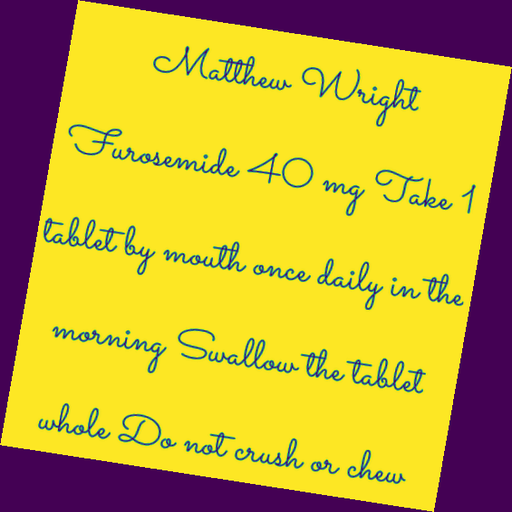 Matthew Wright
Furosemide 40 mg Take 1
tablet by mouth once daily in the
morning Swallow the tablet
whole Do not crush or chew